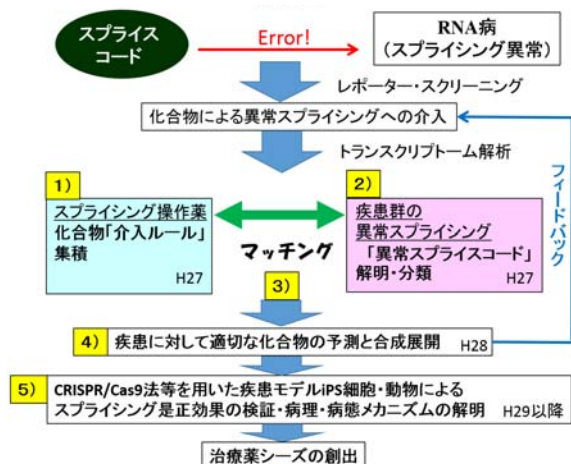 スプライス
コード
Error!
RNA病
（スプライシング異常）
レポーター・スクリーニング
化合物による異常スプライシングへの介入
トランスクリプトーム解析
1）
スプライシング操作薬
化合物「介入ルール」
集積
H27
マッチング
2）
疾患群の
異常スプライシング
「異常スプライスコード」
解明・分類
H27
フィードバック
3）
4）
疾患に対して適切な化合物の予測と合成展開
H28
5）
CRISPR/Cas9法等を用いた疾患モデルiPS細胞・動物による
スプライシング是正効果の検証・病理・病態メカニズムの解明
H29以降
治療薬シーズの創出